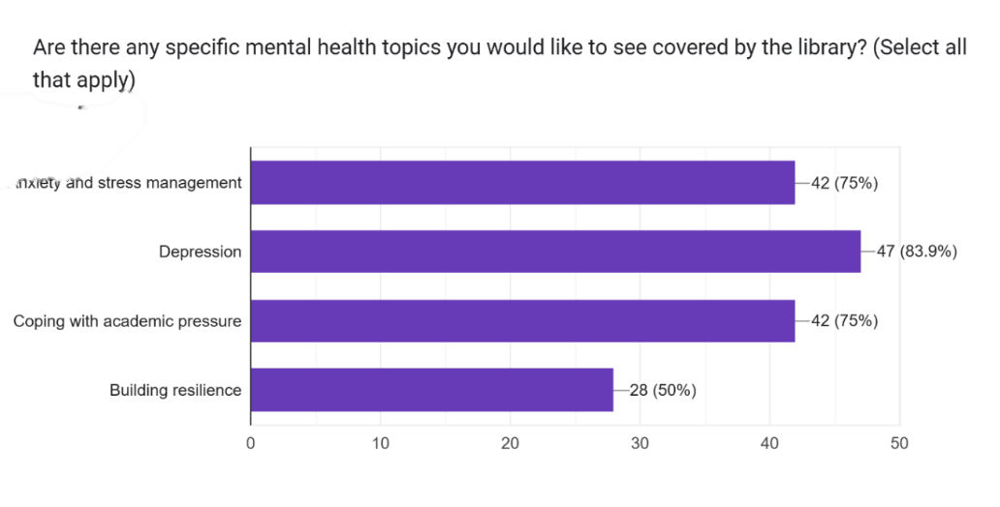 Are there any specific mental health topics you would like to see covered by the library? (Select all
that apply)
and stress management
42 (75%)
Depression
47 (83.9%)
Coping with academic pressure
42 (75%)
Building resilience
28 (50%)
0 10 20 30 40 50